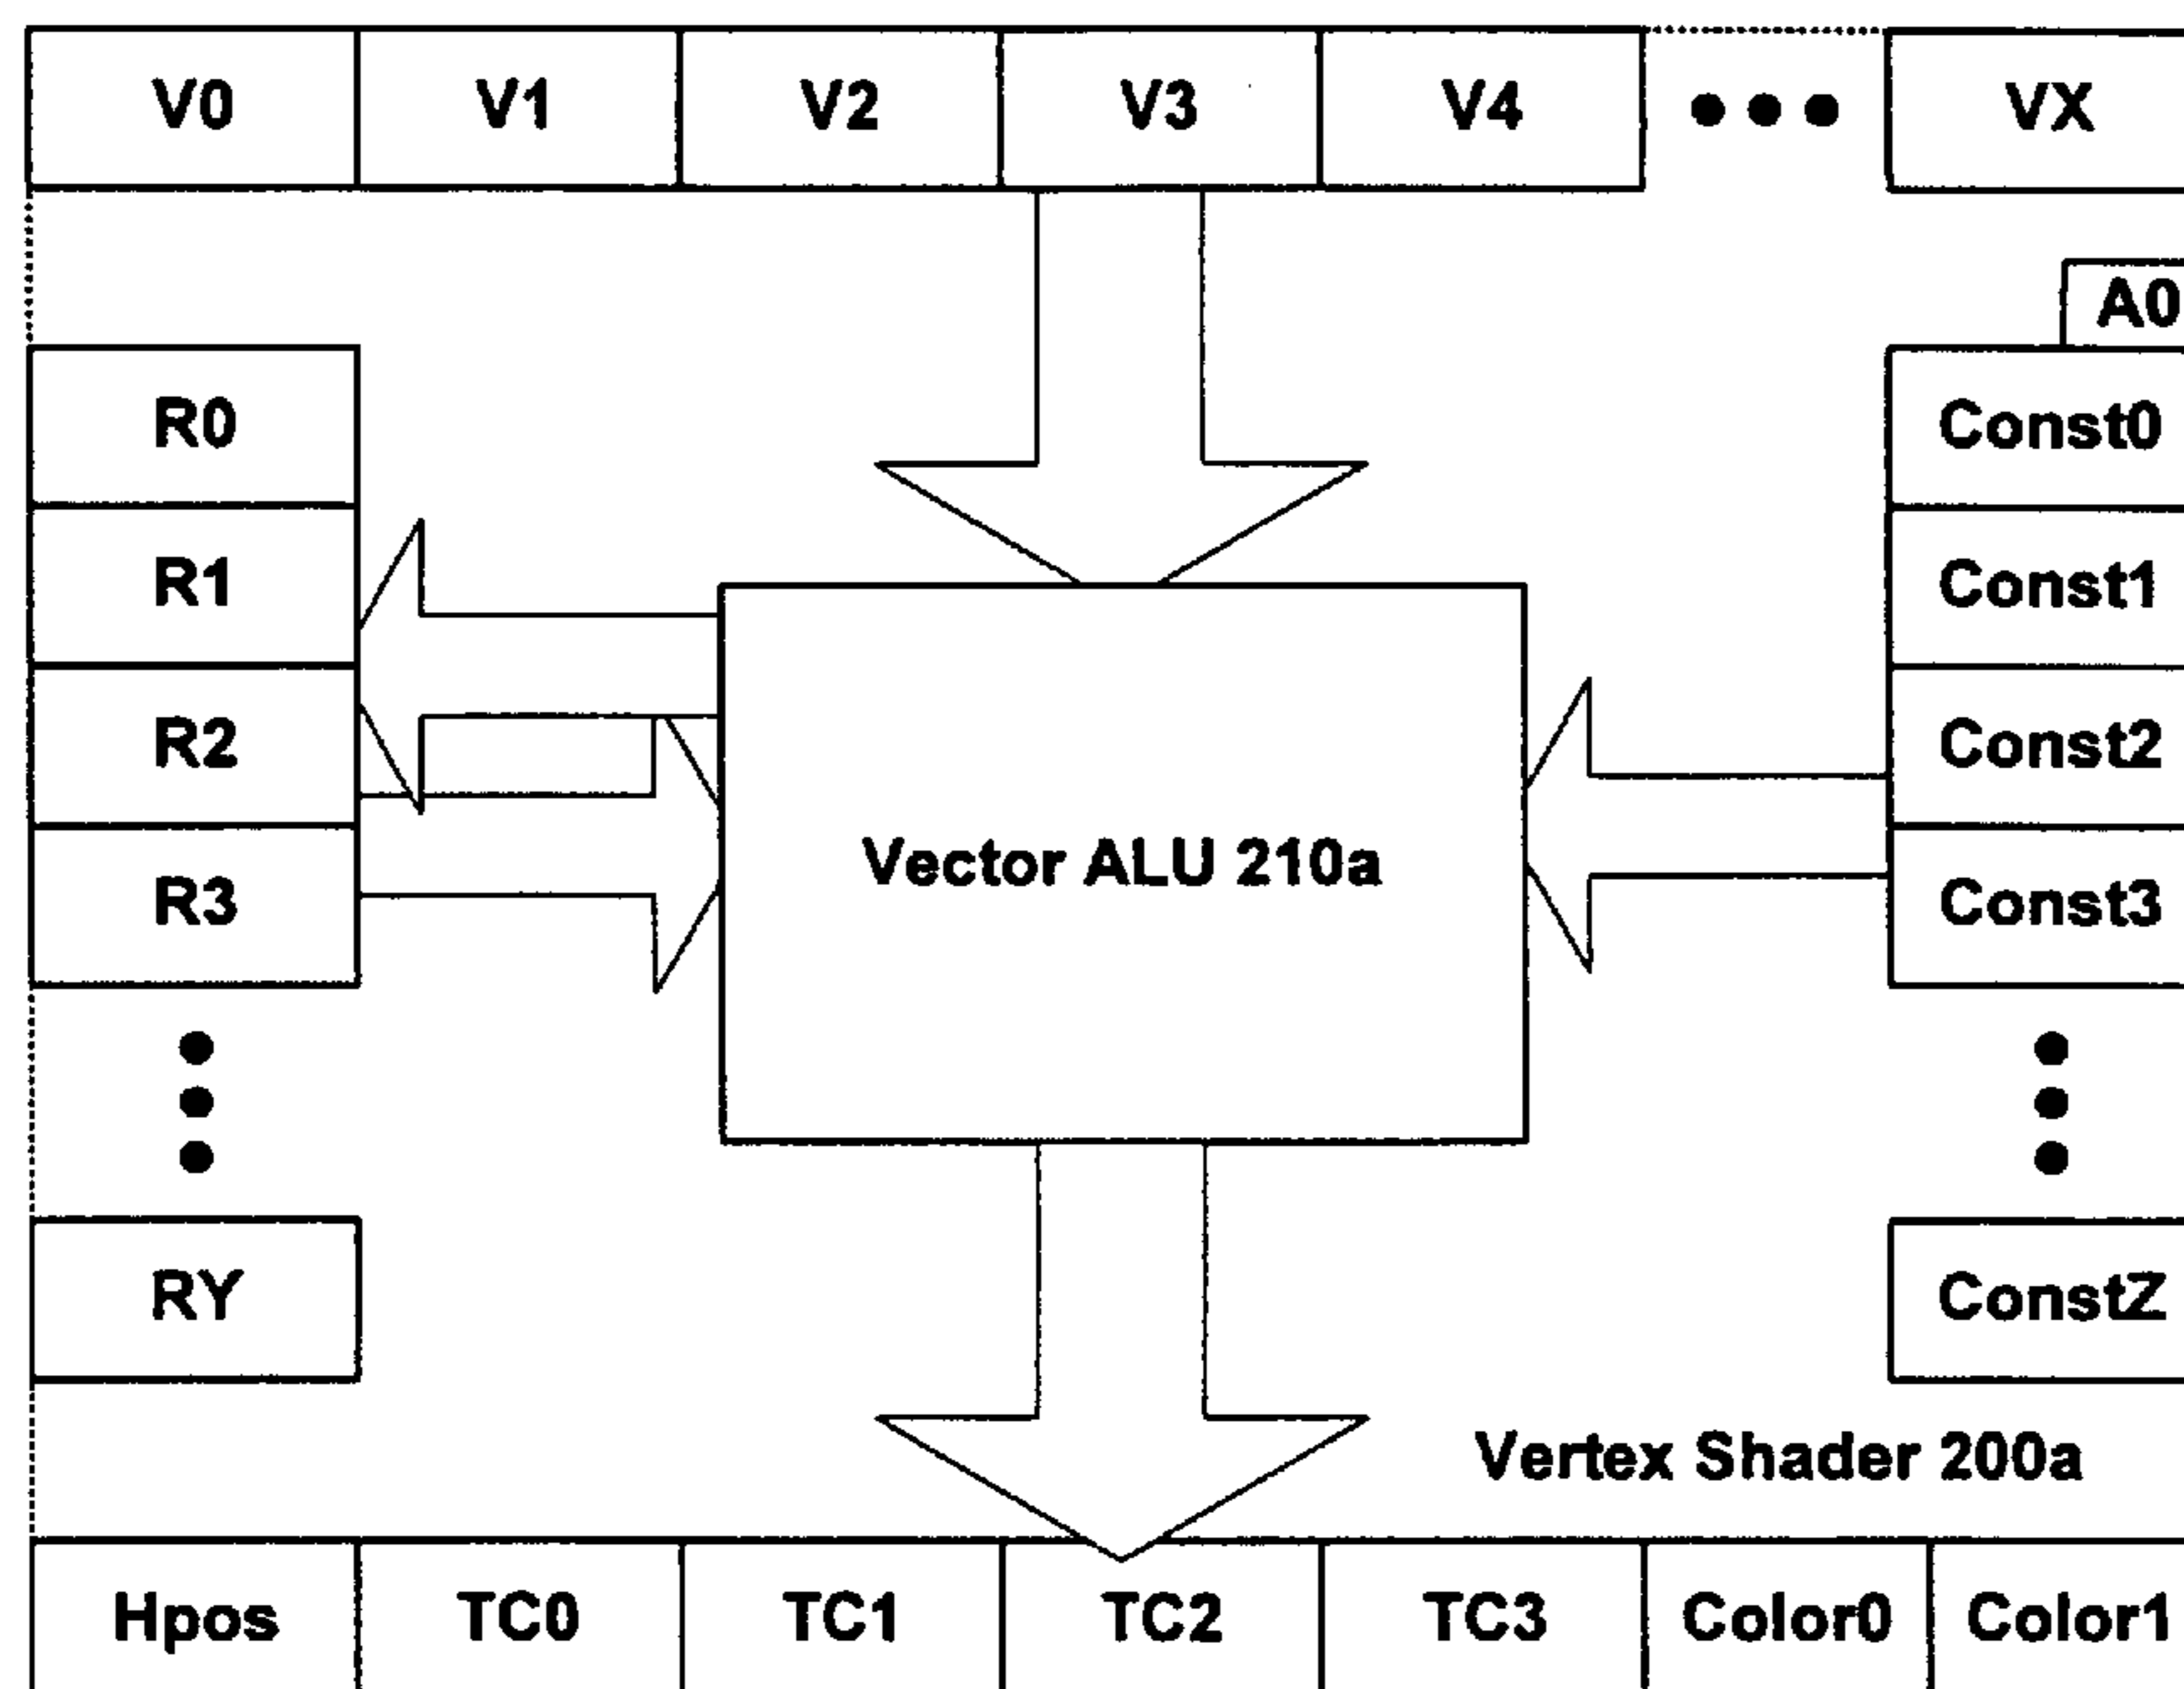 V0 V1 V2 V3 V4 VX
A0
R0 Const0
R1 Const1
R2 Const2
Vector ALU 210a
R3 Const3
RY ConstZ
Vertex Shader 200a
Hpos TC0 TC1 TC2 TC3 Color0 Color1